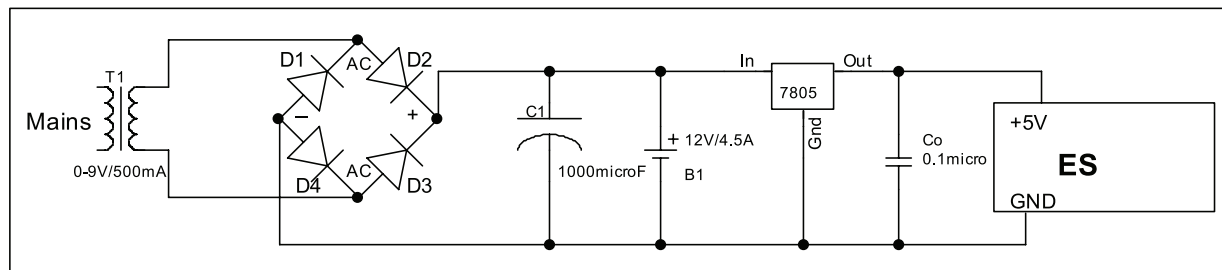 Mains
T1
0-9V/500mA
D1
AC
D2
–
+
D4
AC
D3
C1
1000microF
+ 12V/4.5A
B1
In
7805
Out
Gnd
Co
0.1micro
+5V
ES
GND